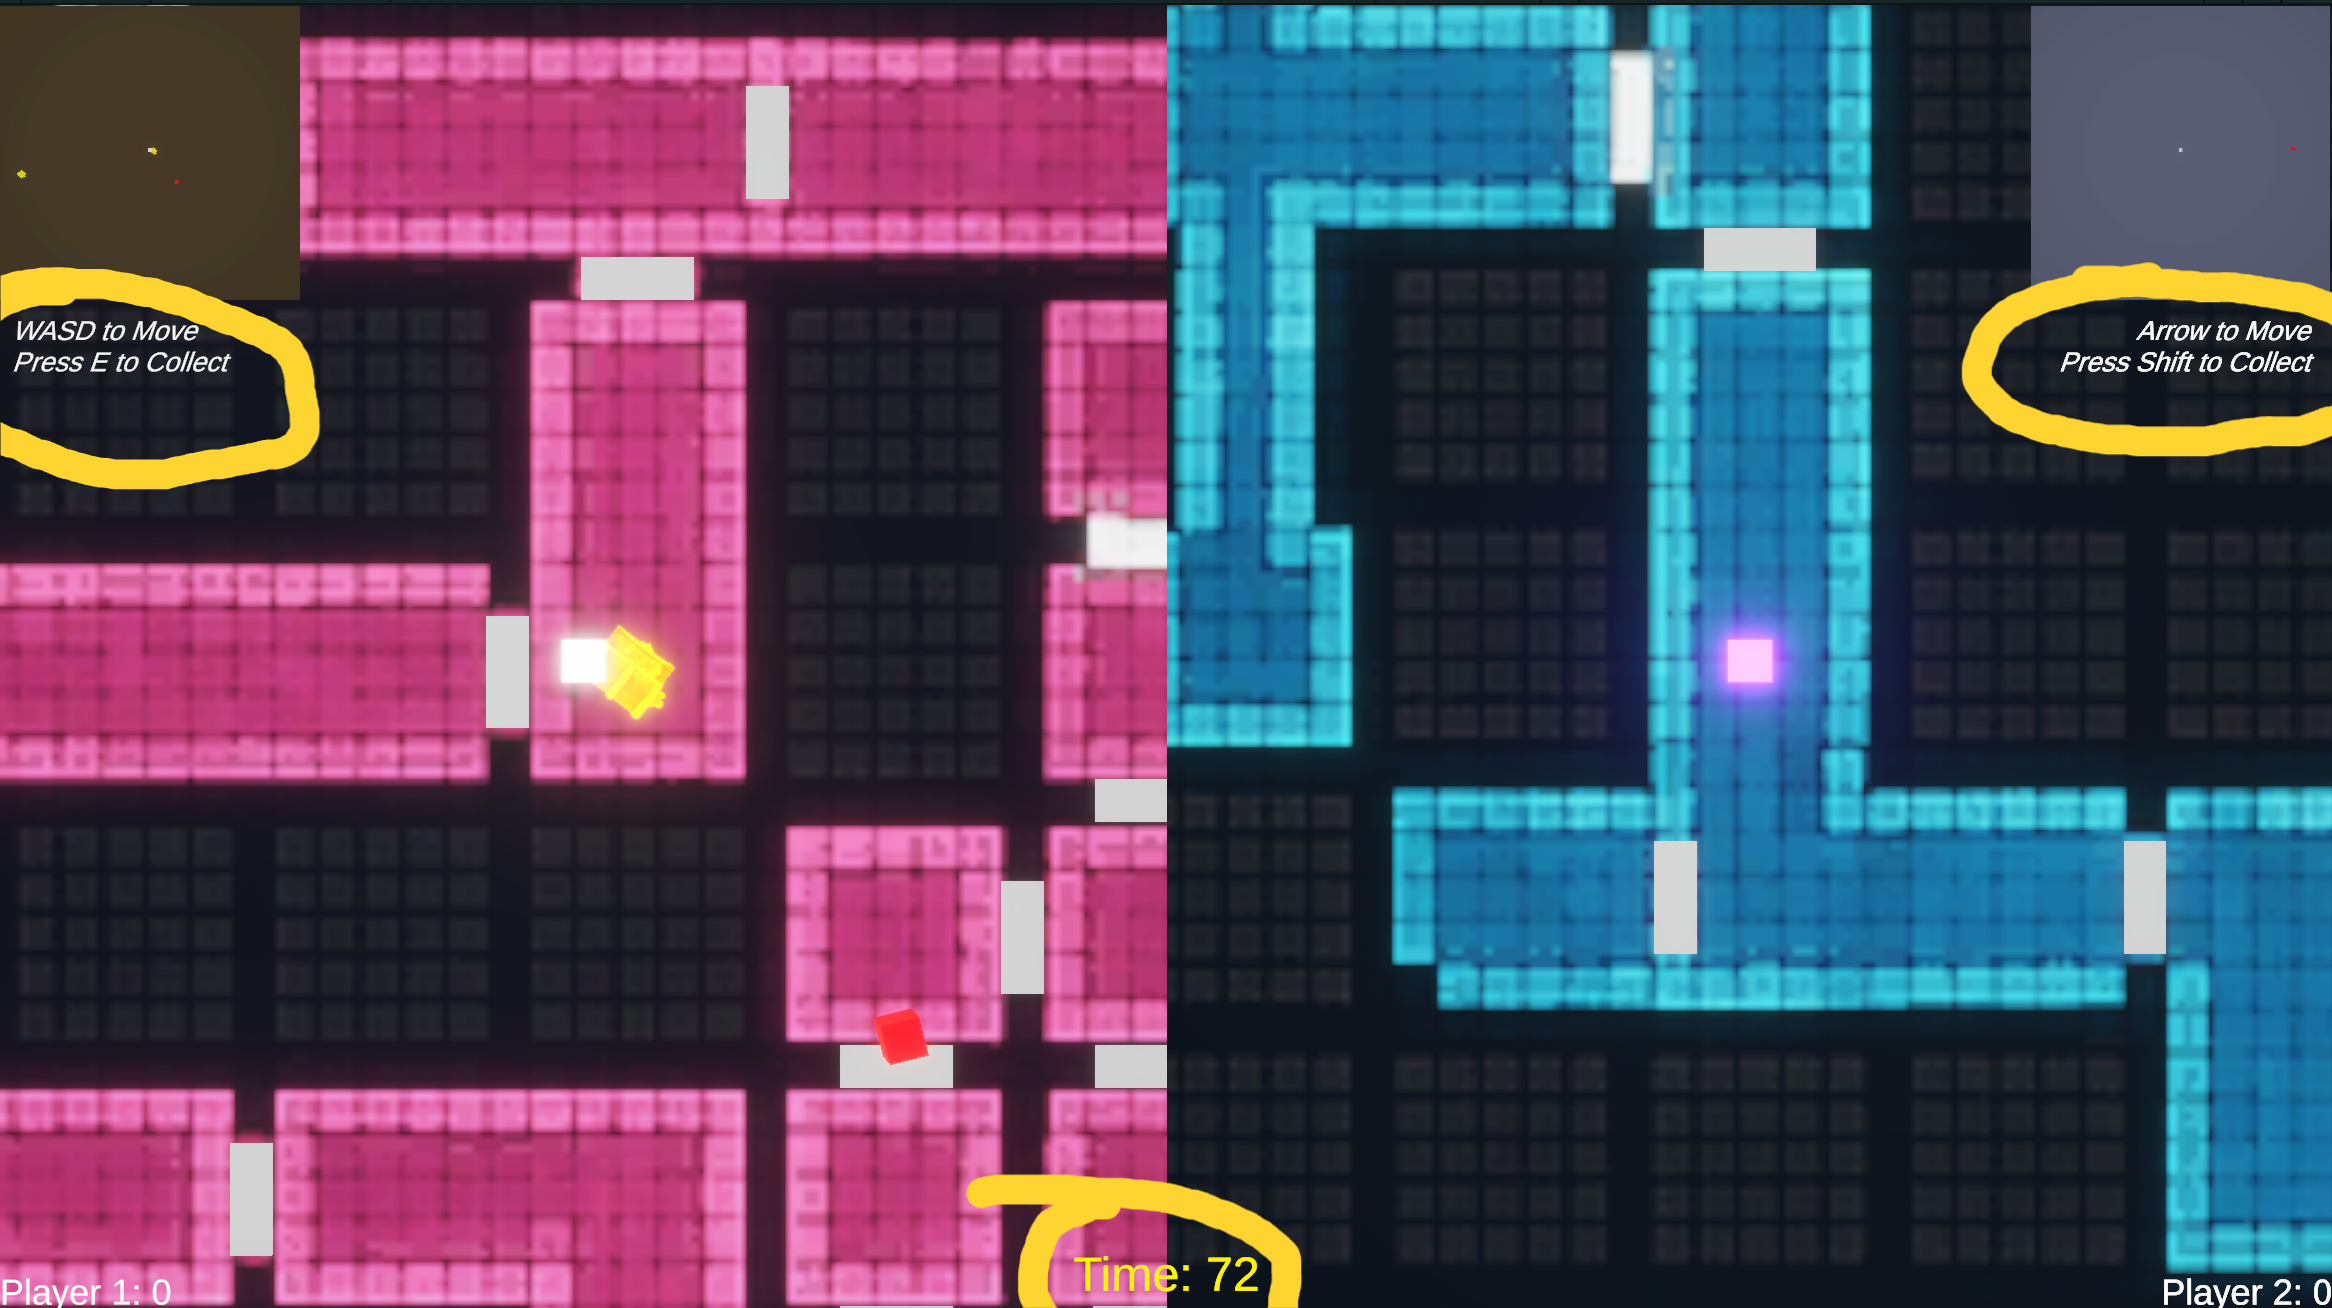 WASD to Move
Press E to Collect
Arrow to Move
Press Shift to Collect
Time: 72
Player 1: 0
Player 2: 0